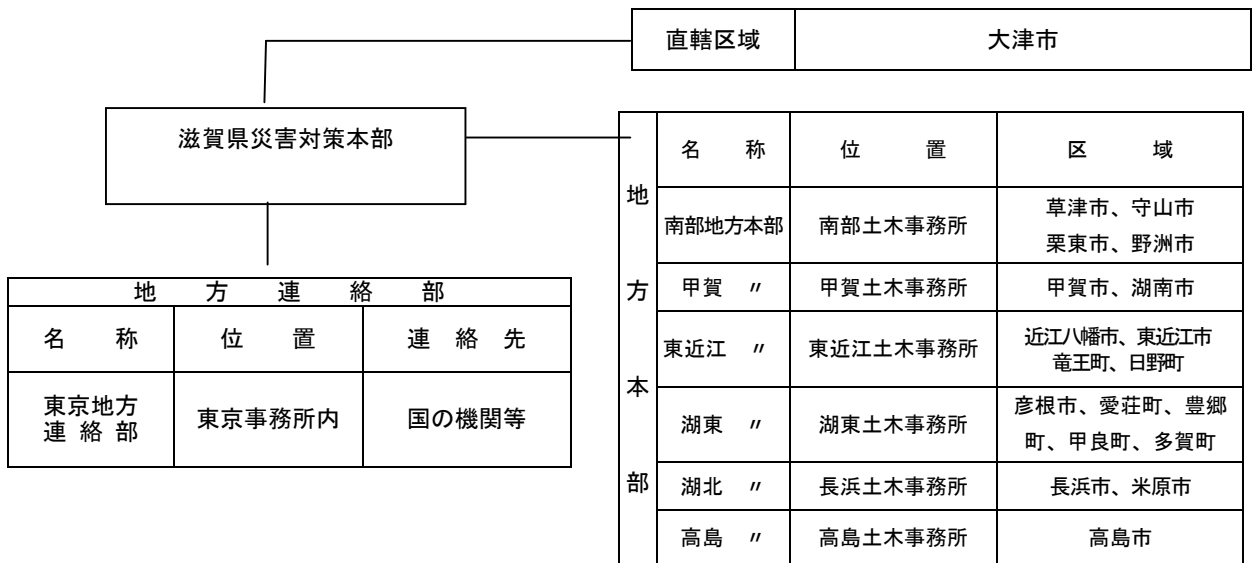 直轄区域 大津市
滋賀県災害対策本部
地方本部
名 称 位 置 区 域
南部地方本部 南部土木事務所 草津市、守山市
栗東市、野洲市
甲賀 〃 甲賀土木事務所 甲賀市、湖南市
東近江 〃 東近江土木事務所 近江八幡市、東近江市
竜王町、日野町
湖東 〃 湖東土木事務所 彦根市、愛荘町、豊郷
町、甲良町、多賀町
湖北 〃 長浜土木事務所 長浜市、米原市
高島 〃 高島土木事務所 高島市
地 方 連 絡 部
名 称 位 置 連 絡 先
東京地方
連 絡 部 東京事務所内 国の機関等